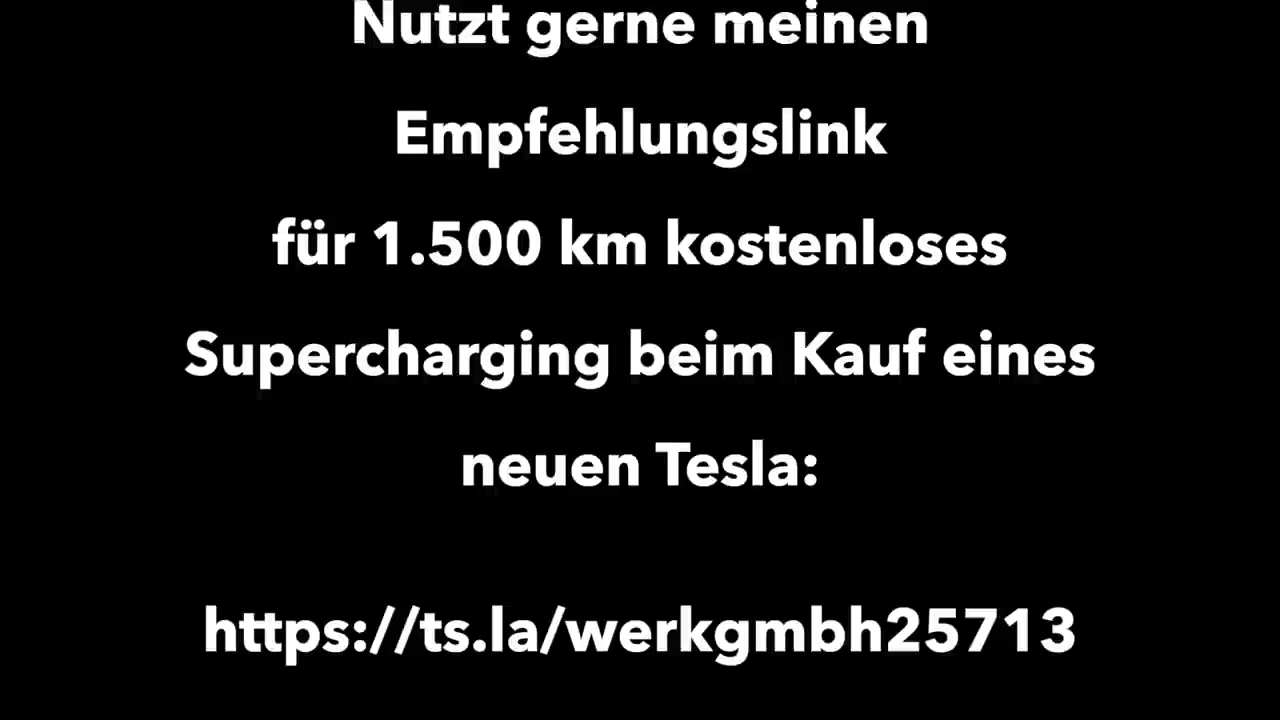 Nutzt gerne meinen
Empfehlungslink
für 1.500 km kostenloses
Supercharging beim Kauf eines
neuen Tesla:
https://ts.la/werkgmbh25713